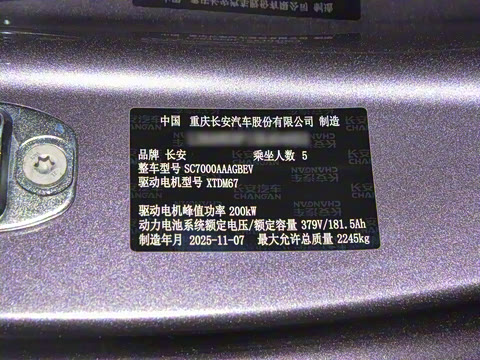 中国 重庆长安汽车股份有限公司 制造
品牌 长安 乘坐人数 5
整车型号 SC7000AAAGBEV
驱动电机型号 XTDM67
驱动电机峰值功率 200kW
动力电池系统额定电压/额定容量 379V/181.5Ah
制造年月 2025-11-07 最大允许总质量 2245kg